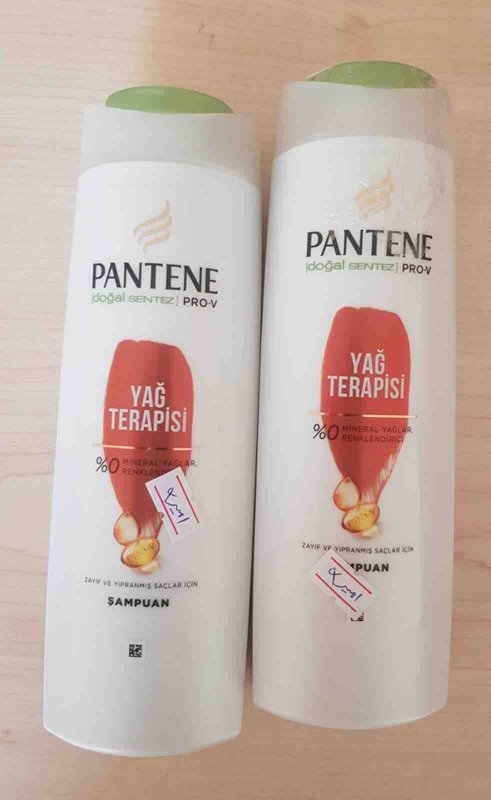 PANTENE
[doğal SENTEZ] PRO-V
YAĞ
TERAPİSİ
%0 MİNERAL YAĞLAR,
ZAYIF VE YIPRANMIŞ SAÇLAR İÇİN
ŞAMPUAN
PANTENE
[doğal SENTEZ] PRO-V
YAĞ
TERAPİSİ
%0 MİNERAL YAĞLAR,
RENKLENDİRİCİ
ZAYIF VE YIPRANMIŞ SAÇLAR İÇİN